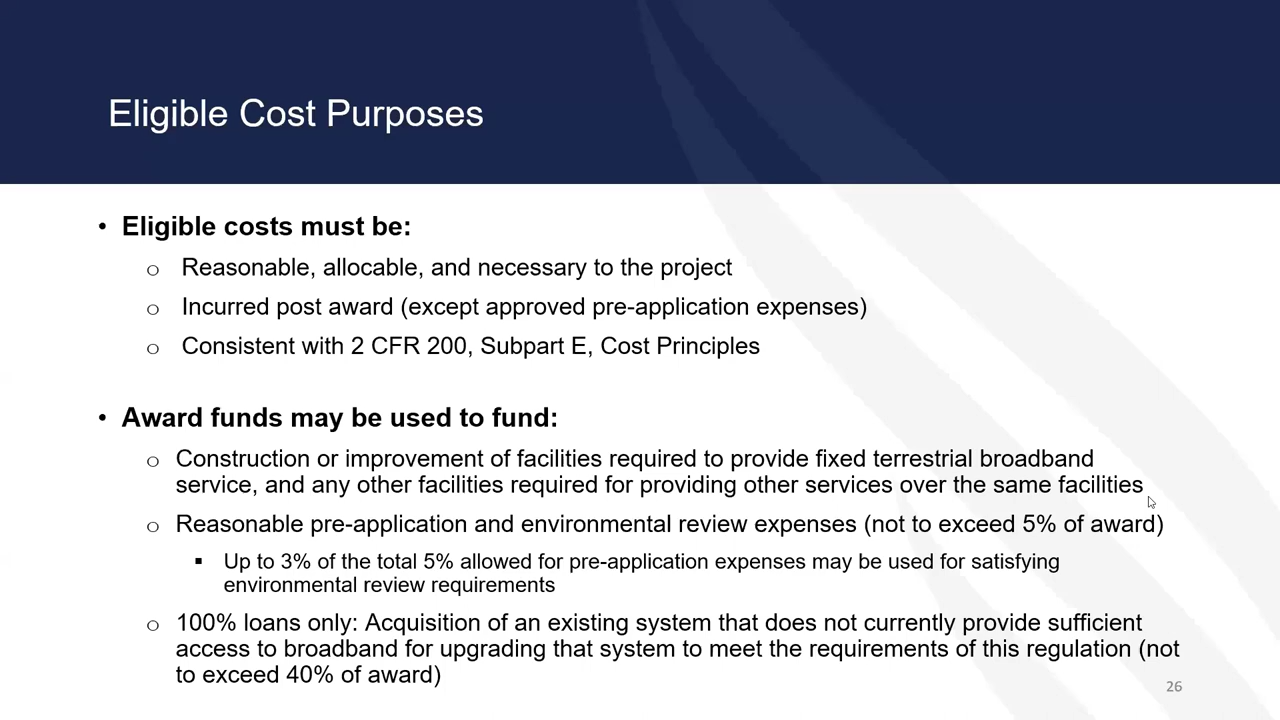 Eligible Cost Purposes
• Eligible costs must be:
o Reasonable, allocable, and necessary to the project
o Incurred post award (except approved pre-application expenses)
o Consistent with 2 CFR 200, Subpart E, Cost Principles
• Award funds may be used to fund:
o Construction or improvement of facilities required to provide fixed terrestrial broadband
service, and any other facilities required for providing other services over the same facilities
o Reasonable pre-application and environmental review expenses (not to exceed 5% of award)
▪ Up to 3% of the total 5% allowed for pre-application expenses may be used for satisfying
environmental review requirements
o 100% loans only: Acquisition of an existing system that does not currently provide sufficient
access to broadband for upgrading that system to meet the requirements of this regulation (not
to exceed 40% of award)
26